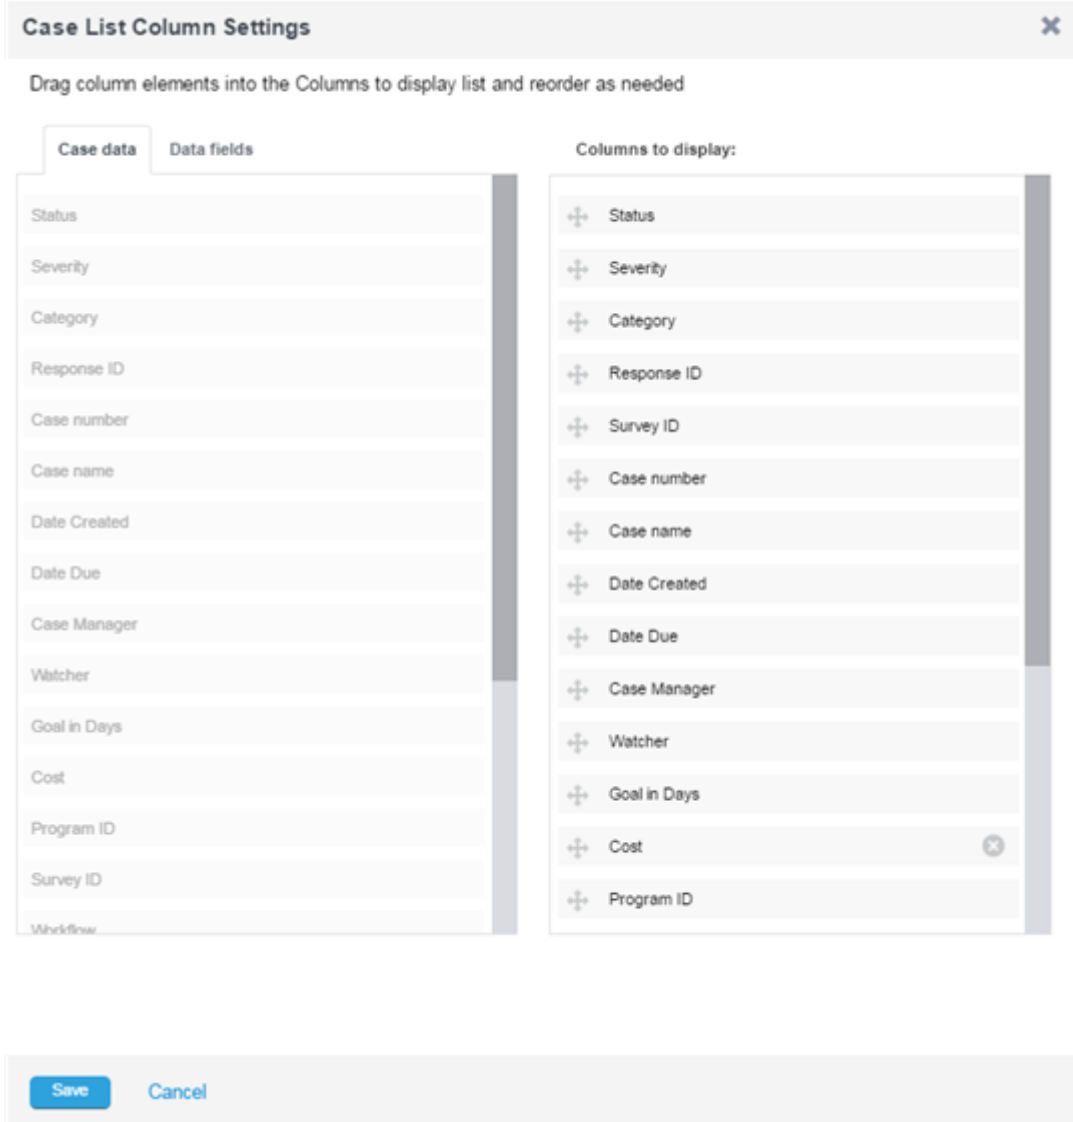 Case List Column Settings
Drag column elements into the Columns to display list and reorder as needed
Case data
Data fields
Status
Severity
Category
Response ID
Case number
Case name
Date Created
Date Due
Case Manager
Watcher
Goal in Days
Cost
Program ID
Survey ID
Workflow
Columns to display:
Status
Severity
Category
Response ID
Survey ID
Case number
Case name
Date Created
Date Due
Case Manager
Watcher
Goal in Days
Cost
Program ID
Save
Cancel